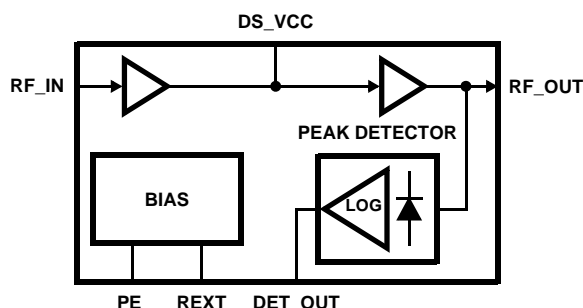 DS_VCC
RF_IN
RF_OUT
PEAK DETECTOR
BIAS
LOG
PE REXT DET_OUT